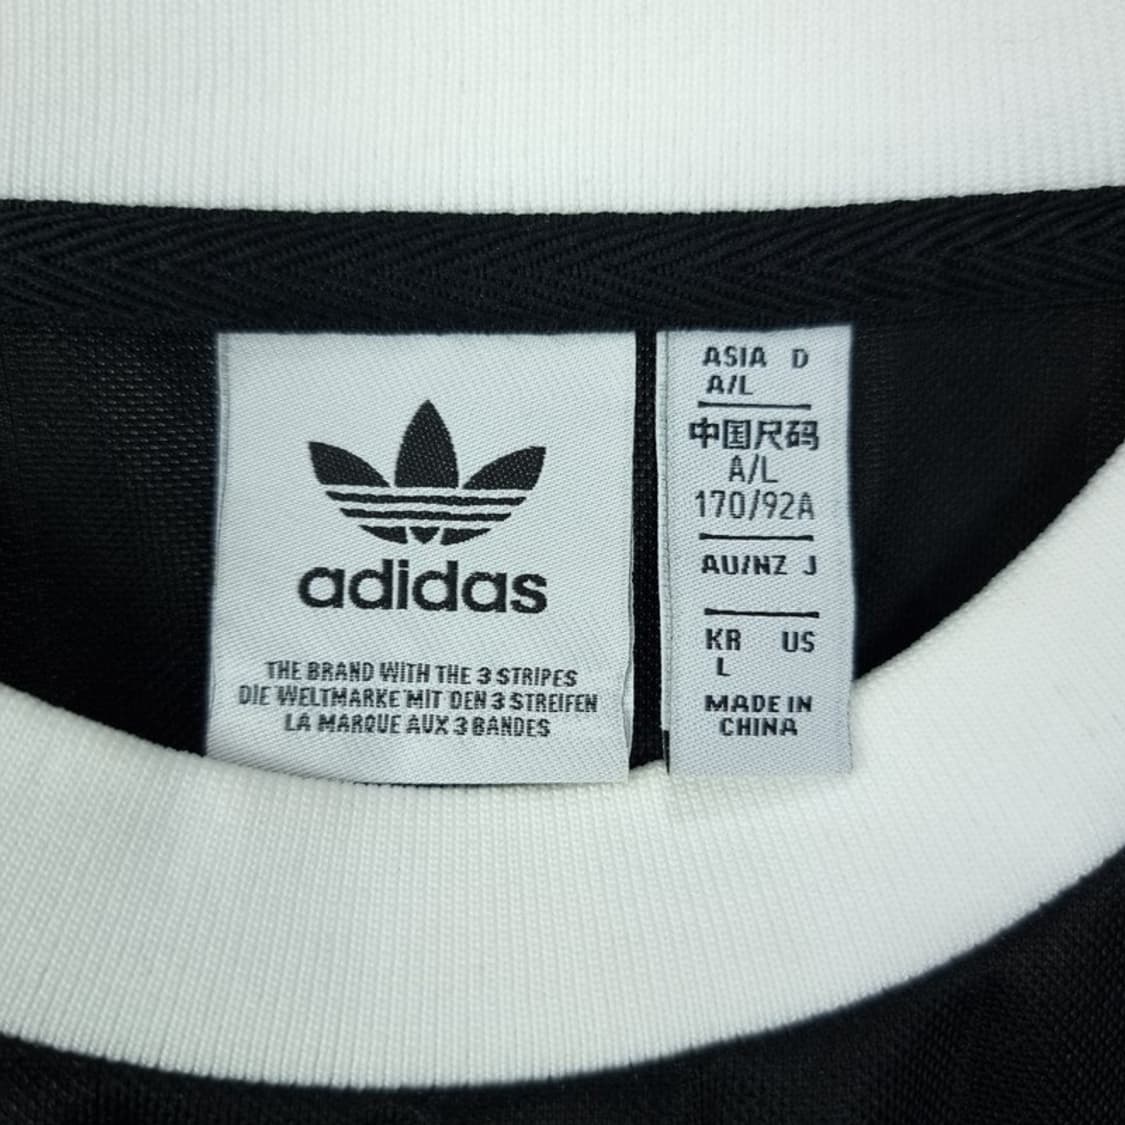 adidas
THE BRAND WITH THE 3 STRIPES
DIE WELTMARKE MIT DEN 3 STREIFEN
LA MARQUE AUX 3 BANDES
ASIA D
A/L
中国尺码
A/L
170/92A
AU/NZ J
KR US
L
MADE IN
CHINA